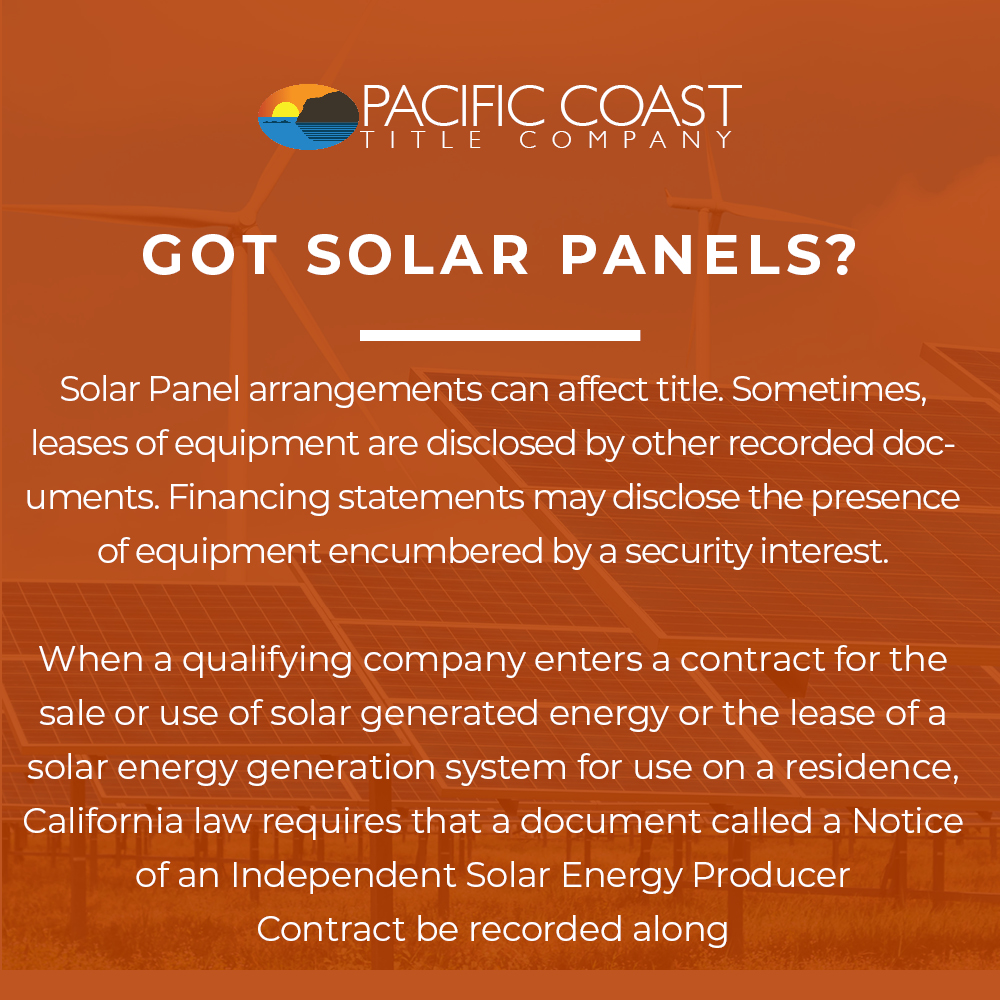 PACIFIC COAST
TITLE COMPANY
GOT SOLAR PANELS?
Solar Panel arrangements can affect title. Sometimes,
leases of equipment are disclosed by other recorded doc-
uments. Financing statements may disclose the presence
of equipment encumbered by a security interest.
When a qualifying company enters a contract for the
sale or use of solar generated energy or the lease of a
solar energy generation system for use on a residence,
California law requires that a document called a Notice
of an Independent Solar Energy Producer
Contract be recorded along